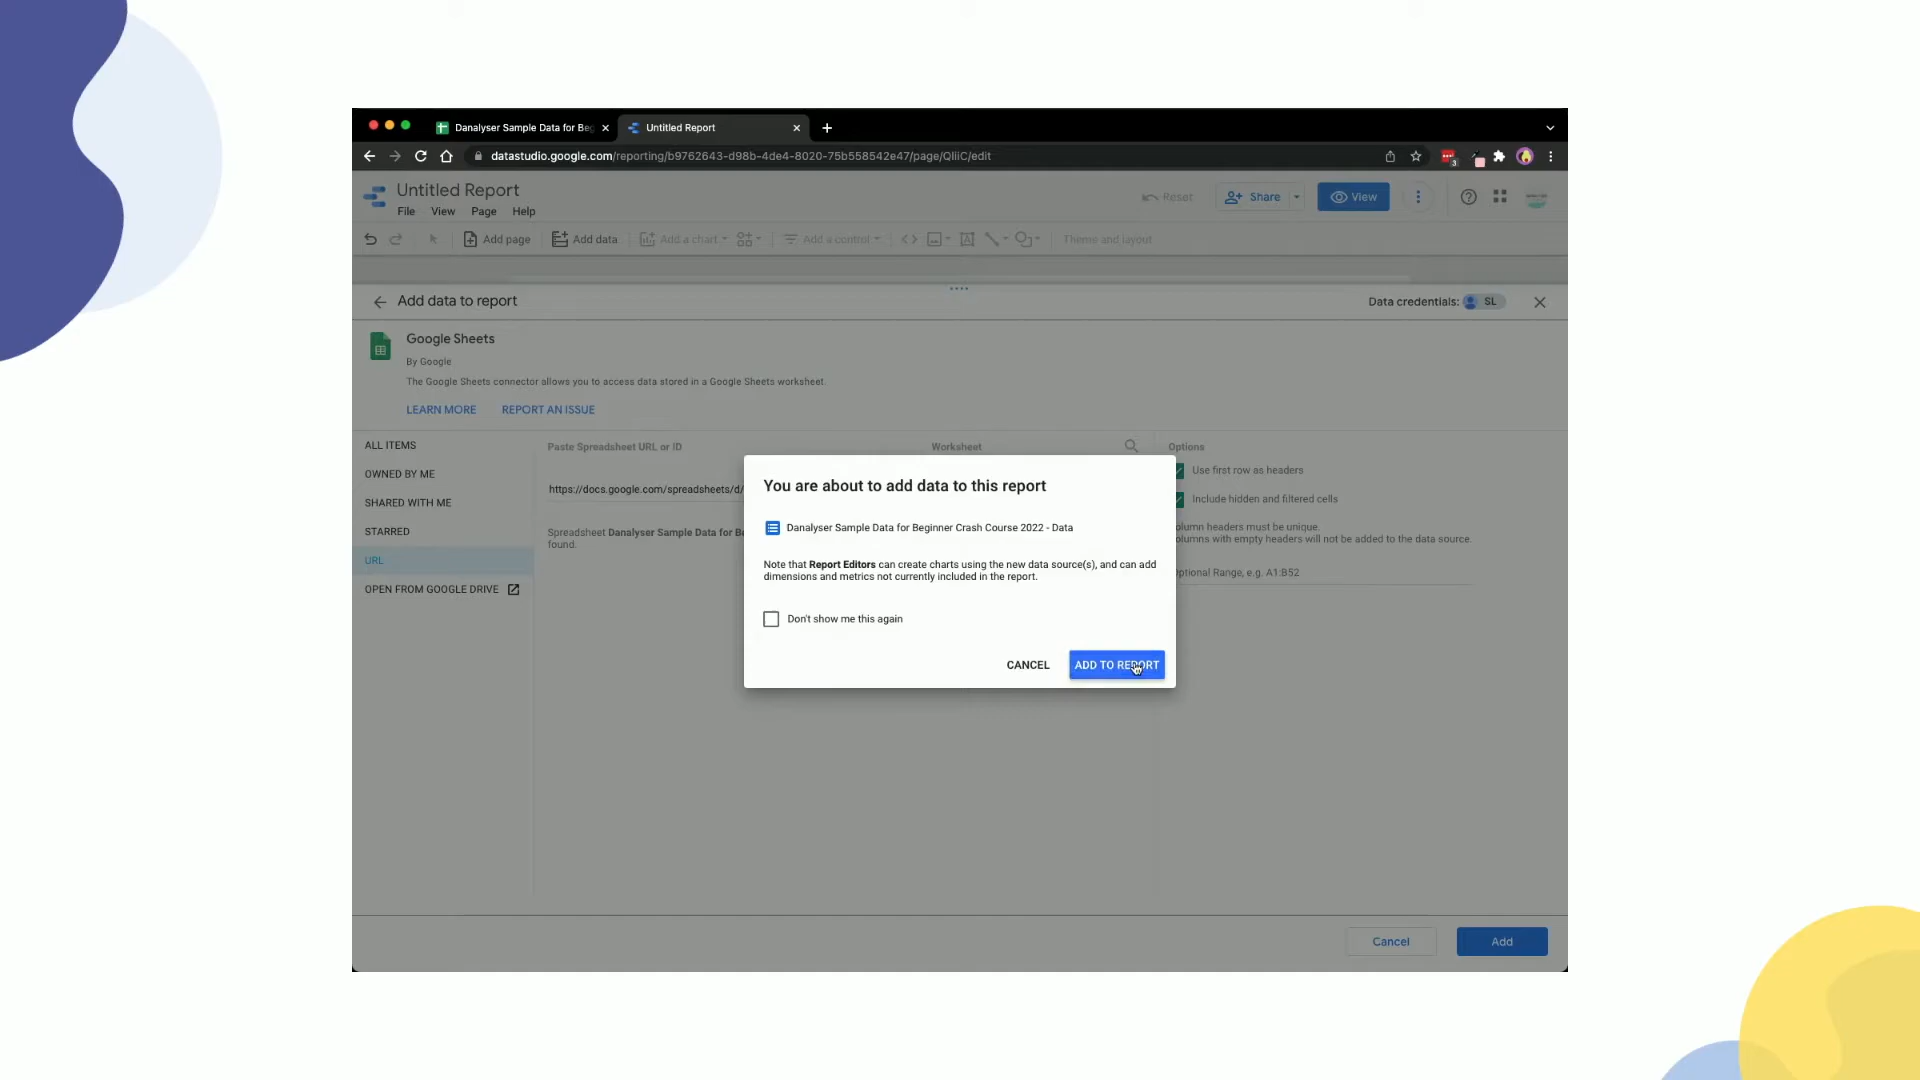 Danalyser Sample Data for Be
Untitled Report
datastudio.google.com/reporting/b9762643-d98b-4de4-8020-75b558542e47/page/QIiiC/edit
3
Untitled Report
File View Page Help
Reset
Share
View
Add page
Add data
Add a chart
Add a control
Theme and layout
Add data to report
Data credentials: SL
Google Sheets
By Google
The Google Sheets connector allows you to access data stored in a Google Sheets worksheet.
LEARN MORE
REPORT AN ISSUE
ALL ITEMS
OWNED BY ME
SHARED WITH ME
STARRED
URL
OPEN FROM GOOGLE DRIVE
Paste Spreadsheet URL or ID
https://docs.google.com/spreadsheets/d/
Spreadsheet Danalyser Sample Data for Be
found.
Worksheet
Options
Use first row as headers
Include hidden and filtered cells
olumn headers must be unique.
olumns with empty headers will not be added to the data source.
ptional Range, e.g. A1:B52
You are about to add data to this report
Danalyser Sample Data for Beginner Crash Course 2022 - Data
Note that Report Editors can create charts using the new data source(s), and can add
dimensions and metrics not currently included in the report.
Don't show me this again
CANCEL
ADD TO REPORT
Cancel
Add